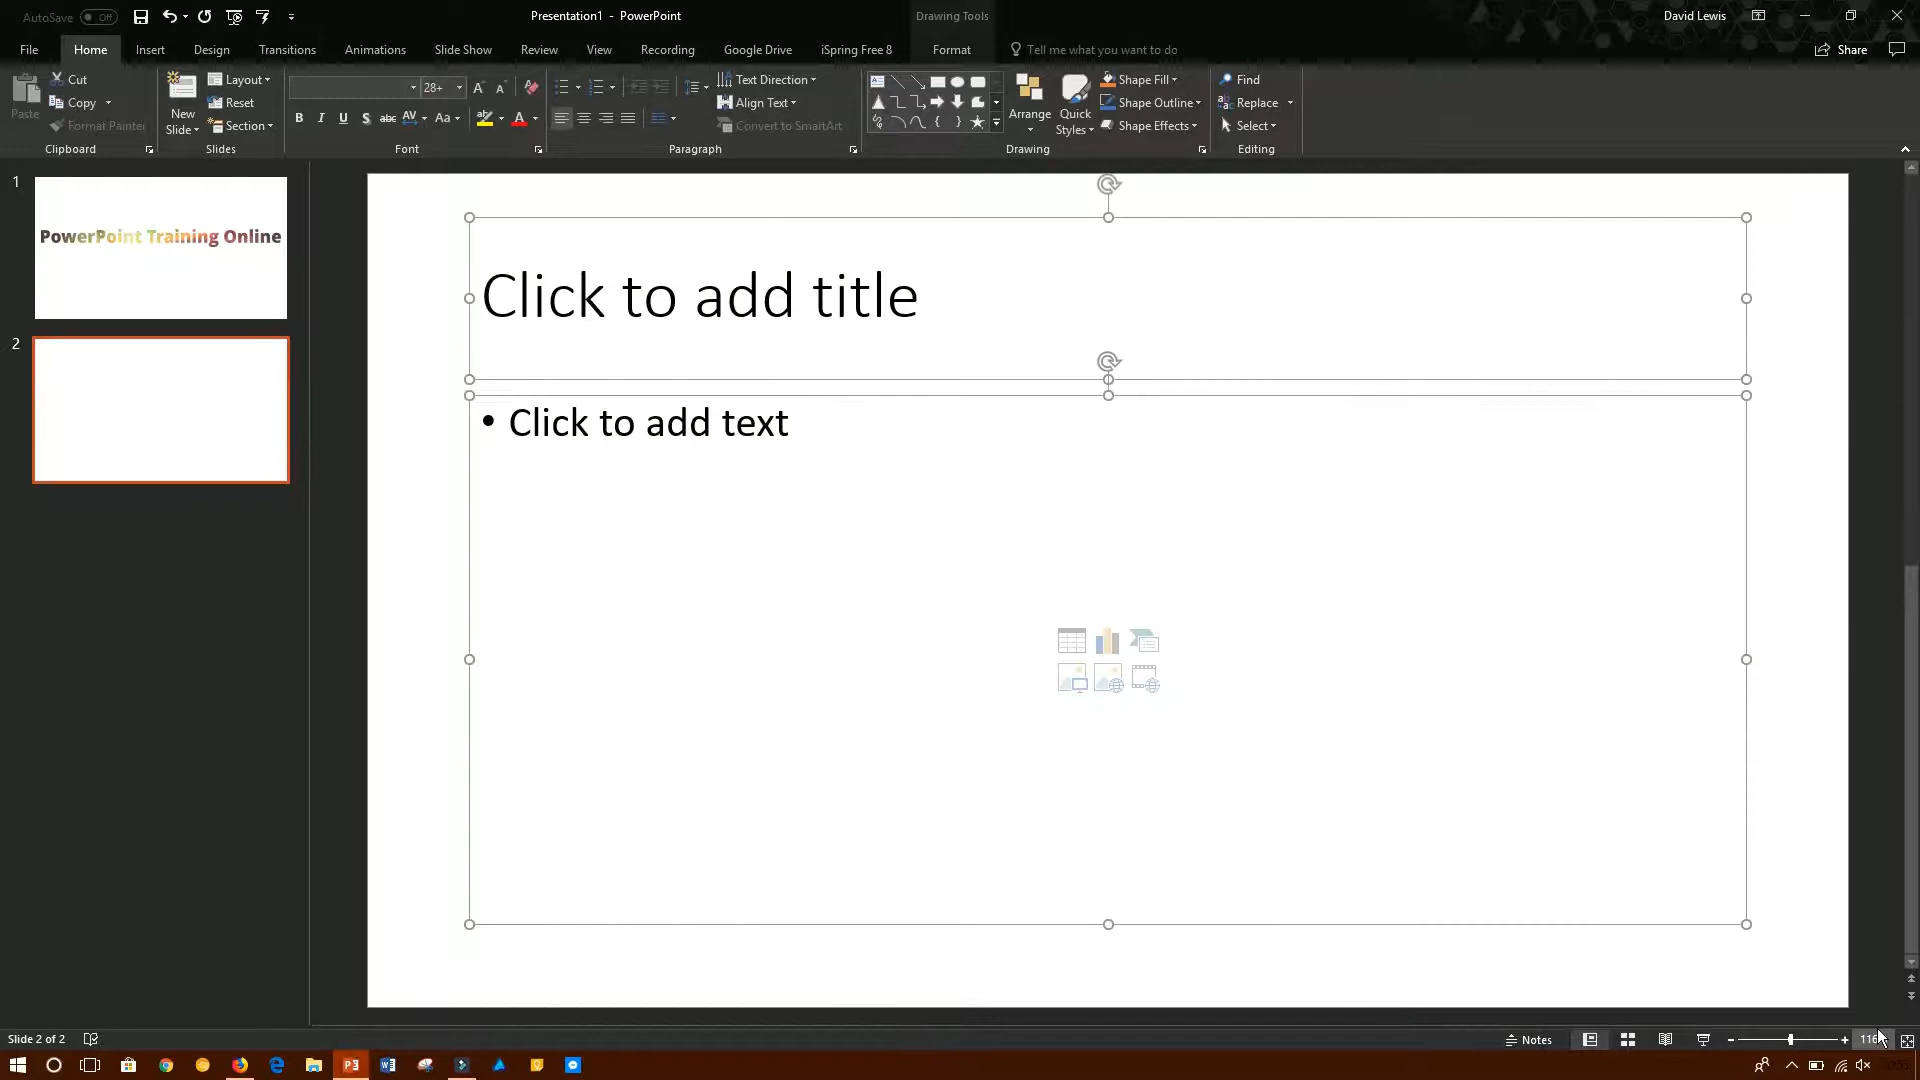 AutoSave Off Presentation1 - PowerPoint Drawing Tools David Lewis
File Home Insert Design Transitions Animations Slide Show Review View Recording Google Drive iSpring Free 8 Format Tell me what you want to do Share
Paste Cut Copy Format Painter
Clipboard
New Slide Layout Reset Section
Slides
28+ A A
B I U S abc AV Aa ab A
Font
Text Direction Align Text Convert to SmartArt
Paragraph
Arrange Quick Styles Shape Fill Shape Outline Shape Effects
Drawing
Find Replace Select
Editing
1
PowerPoint Training Online
2
Click to add title
• Click to add text
Slide 2 of 2 Notes